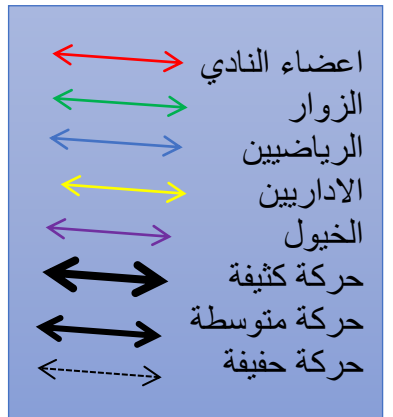 اعضاء النادي
الزوار
الرياضيين
الاداريين
الخيول
حركة كثيفة
حركة متوسطة
حركة حفيفة